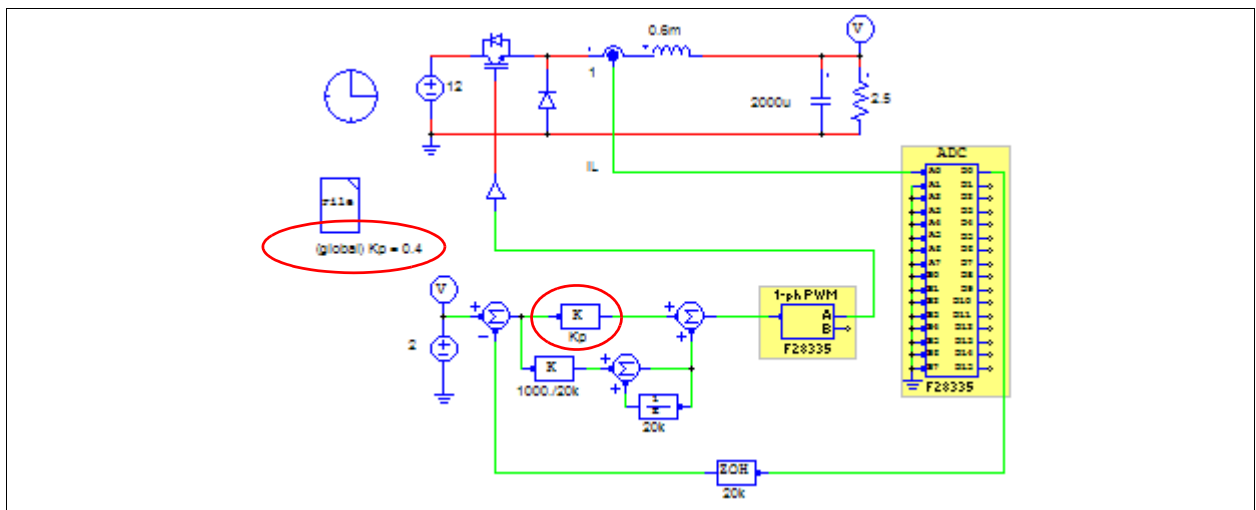 V
0.6m
12
1
2000u
2.5
IL
ADC
A0 D0
A1 D1
A2 D2
A3 D3
A4 D4
A5 D5
A6 D6
A7 D7
B0 D8
B1 D9
B2 D10
B3 D11
B4 D12
B5 D13
B6 D14
B7 D15
F28335
File
(global) Kp = 0.4
V
2
K
Kp
K
1000./20k
1/z
20k
1-ph PWM
A
B
F28335
ZOH
20k